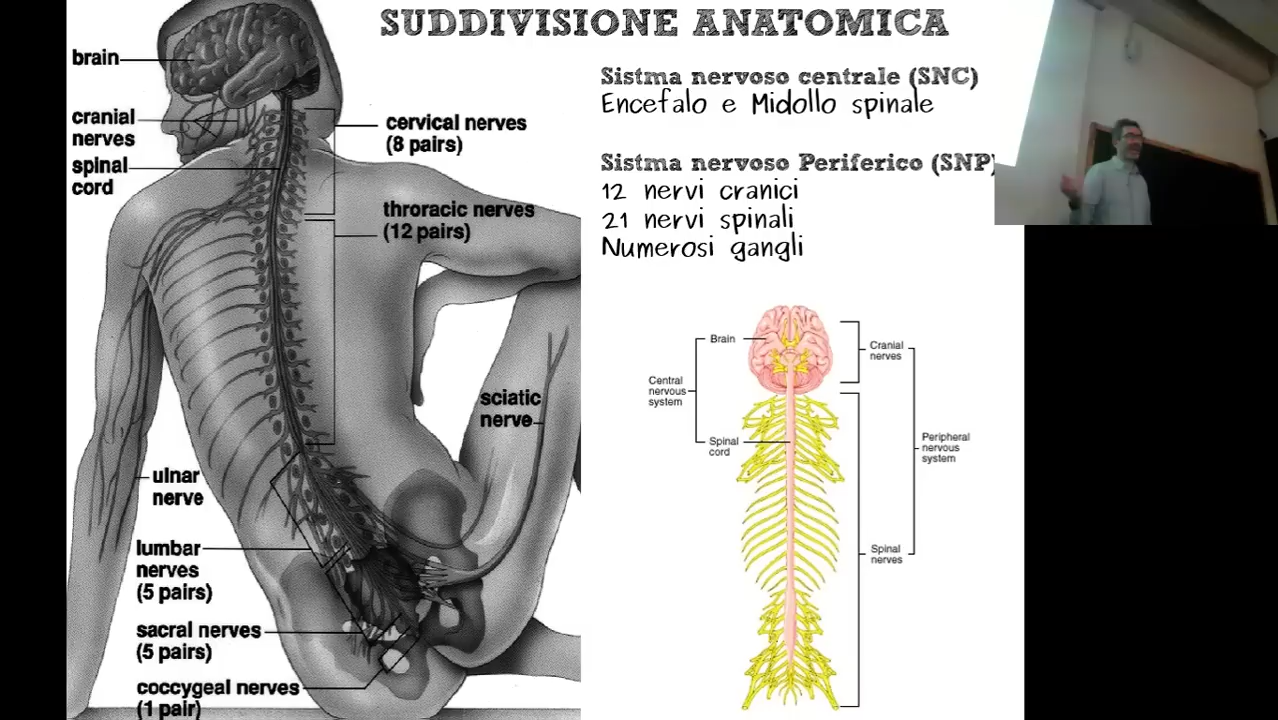 SUDDIVISIONE ANATOMICA
brain
cranial
nerves
spinal
cord
cervical nerves
(8 pairs)
throracic nerves
(12 pairs)
sciatic
nerve
ulnar
nerve
lumbar
nerves
(5 pairs)
sacral nerves
(5 pairs)
coccygeal nerves
(1 pair)
Sistma nervoso centrale (SNC)
Encefalo e Midollo spinale
Sistma nervoso Periferico (SNP)
12 nervi cranici
21 nervi spinali
Numerosi gangli
Brain
Cranial
nerves
Central
nervous
system
Spinal
cord
Peripheral
nervous
system
Spinal
nerves